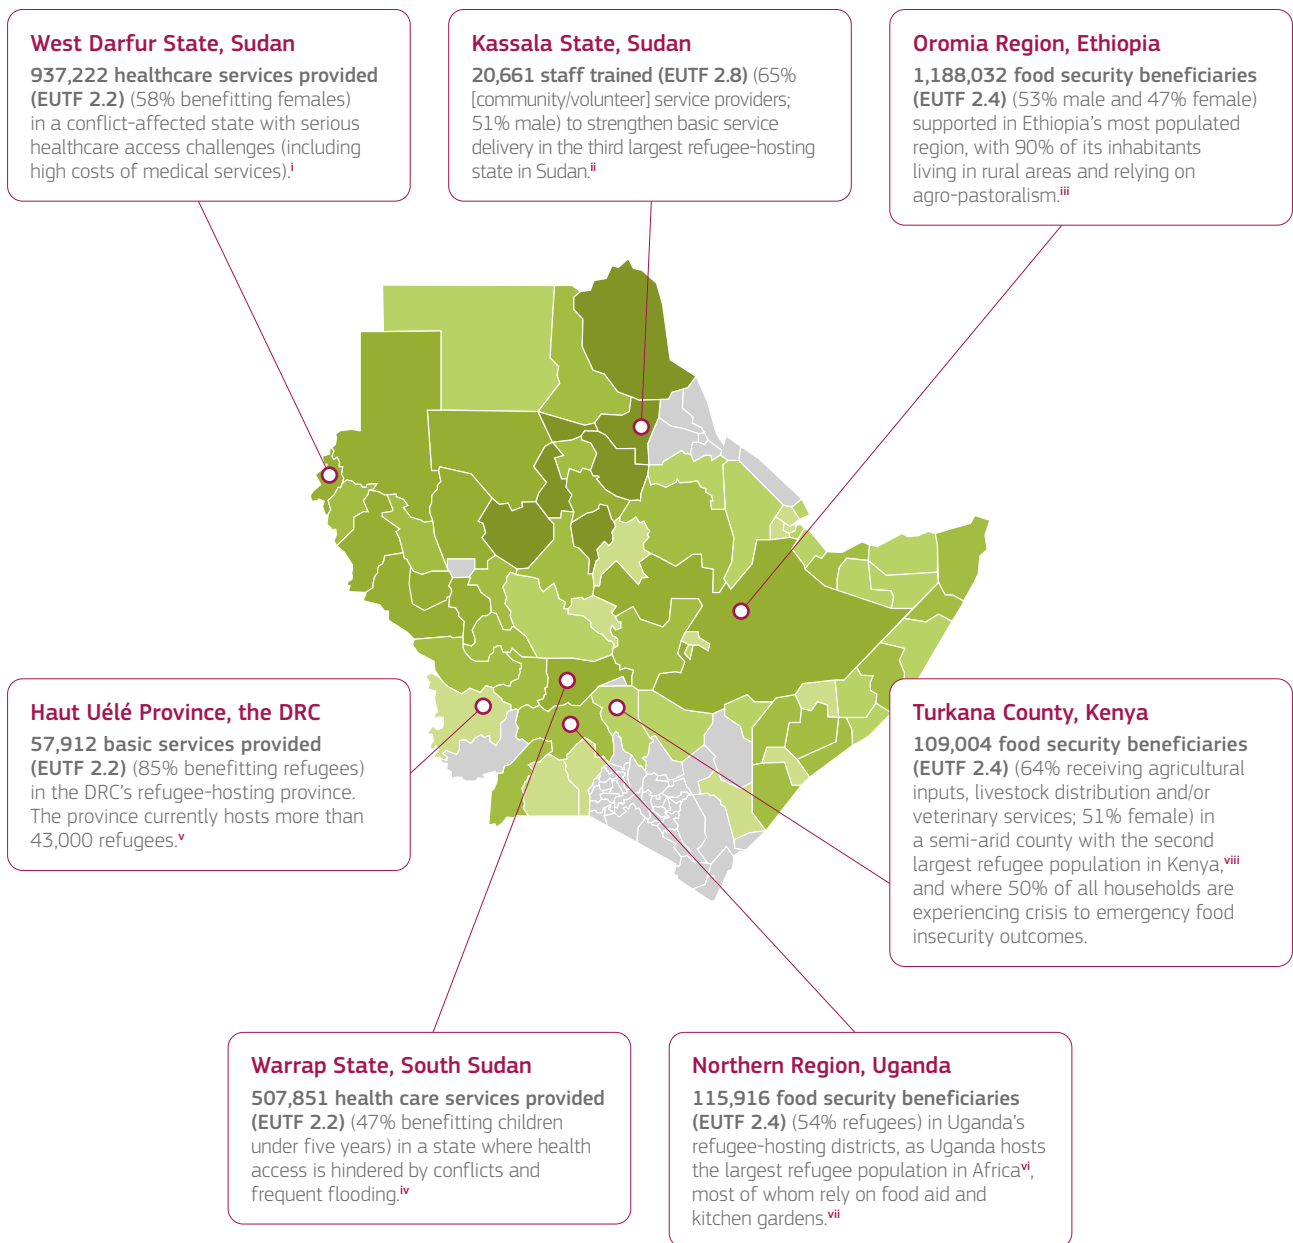 West Darfur State, Sudan
937,222 healthcare services provided
(EUTF 2.2) (58% benefitting females)
in a conflict-affected state with serious
healthcare access challenges (including
high costs of medical services).i
Kassala State, Sudan
20,661 staff trained (EUTF 2.8) (65%
[community/volunteer] service providers;
51% male) to strengthen basic service
delivery in the third largest refugee-hosting
state in Sudan.ii
Oromia Region, Ethiopia
1,188,032 food security beneficiaries
(EUTF 2.4) (53% male and 47% female)
supported in Ethiopia's most populated
region, with 90% of its inhabitants
living in rural areas and relying on
agro-pastoralism.iii
Haut Uélé Province, the DRC
57,912 basic services provided
(EUTF 2.2) (85% benefitting refugees)
in the DRC's refugee-hosting province.
The province currently hosts more than
43,000 refugees.v
Turkana County, Kenya
109,004 food security beneficiaries
(EUTF 2.4) (64% receiving agricultural
inputs, livestock distribution and/or
veterinary services; 51% female) in
a semi-arid county with the second
largest refugee population in Kenya,viii
and where 50% of all households are
experiencing crisis to emergency food
insecurity outcomes.
Warrap State, South Sudan
507,851 health care services provided
(EUTF 2.2) (47% benefitting children
under five years) in a state where health
access is hindered by conflicts and
frequent flooding.iv
Northern Region, Uganda
115,916 food security beneficiaries
(EUTF 2.4) (54% refugees) in Uganda's
refugee-hosting districts, as Uganda hosts
the largest refugee population in Africavi,
most of whom rely on food aid and
kitchen gardens.vii